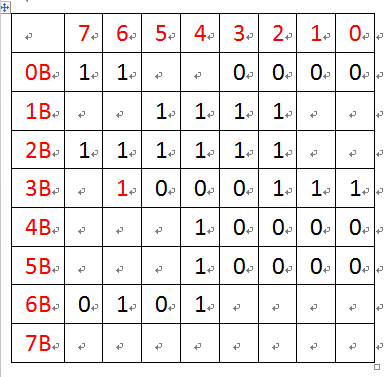 7 6 5 4 3 2 1 0
0B 1 1 0 0 0 0
1B 1 1 1 1
2B 1 1 1 1 1 1
3B 1 0 0 0 1 1 1
4B 1 0 0 0 0
5B 1 0 0 0 0
6B 0 1 0 1
7B